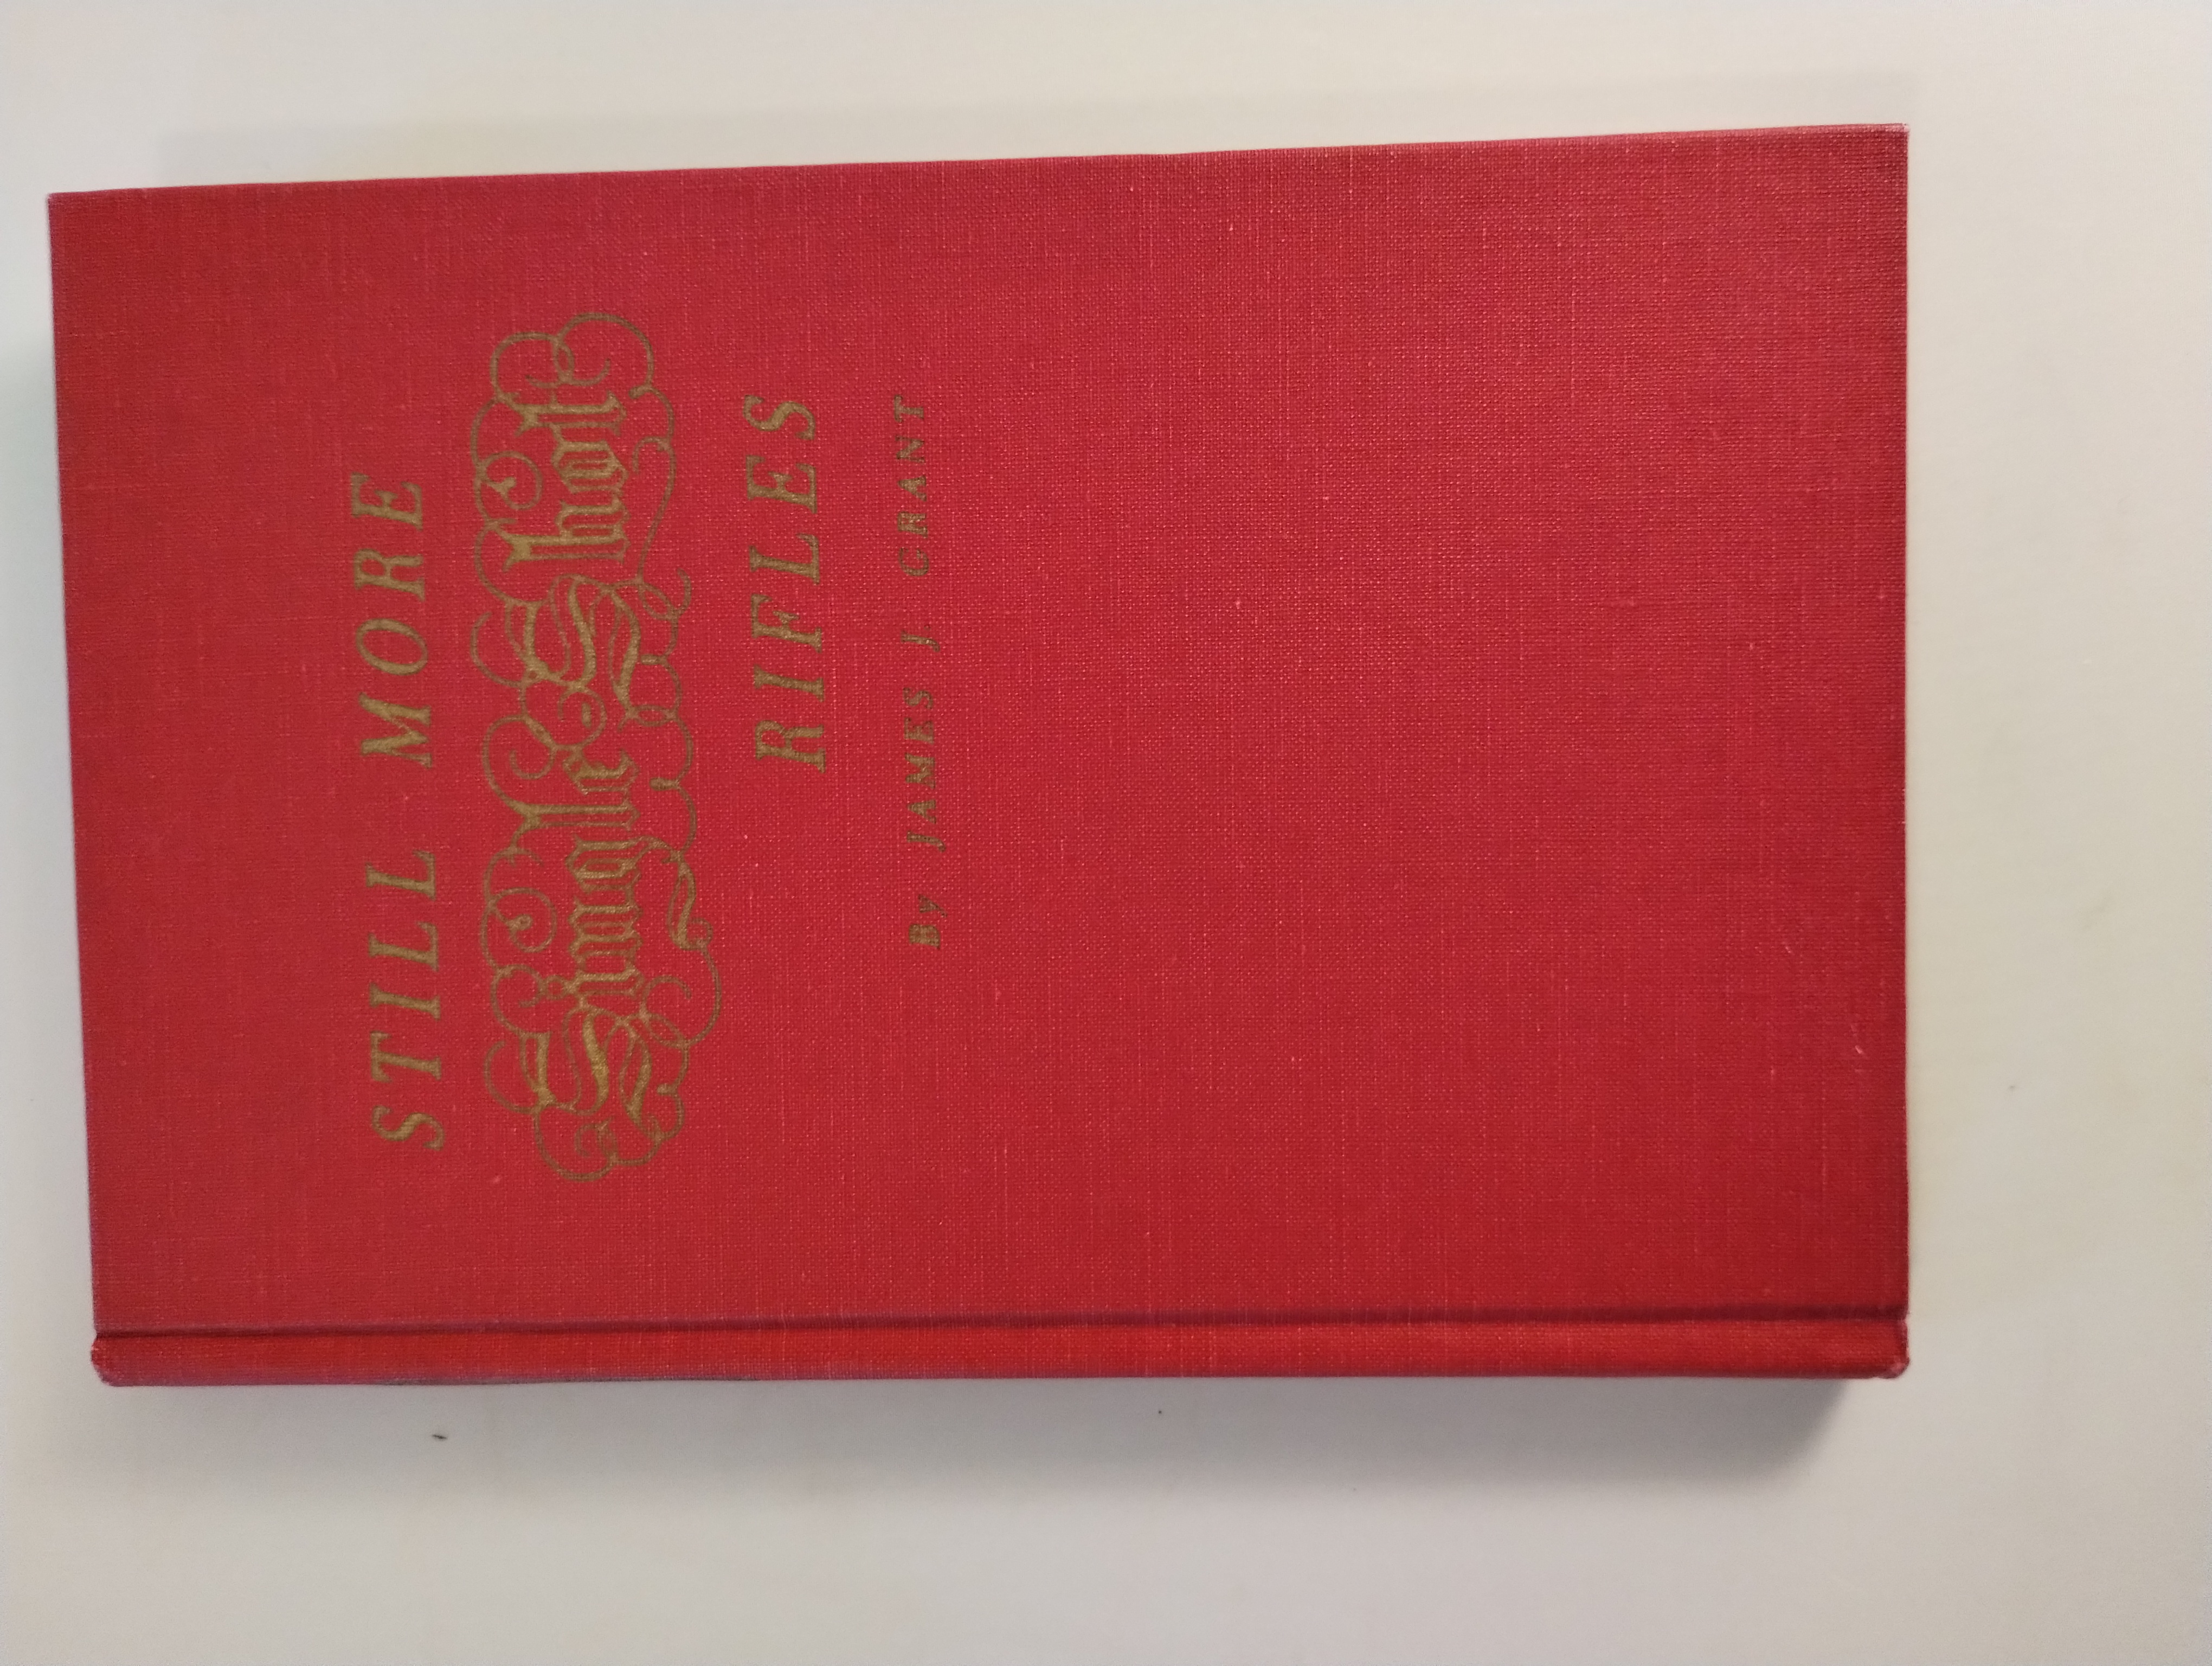 STILL MORE
Single Shot
RIFLES
By JAMES J. GRANT